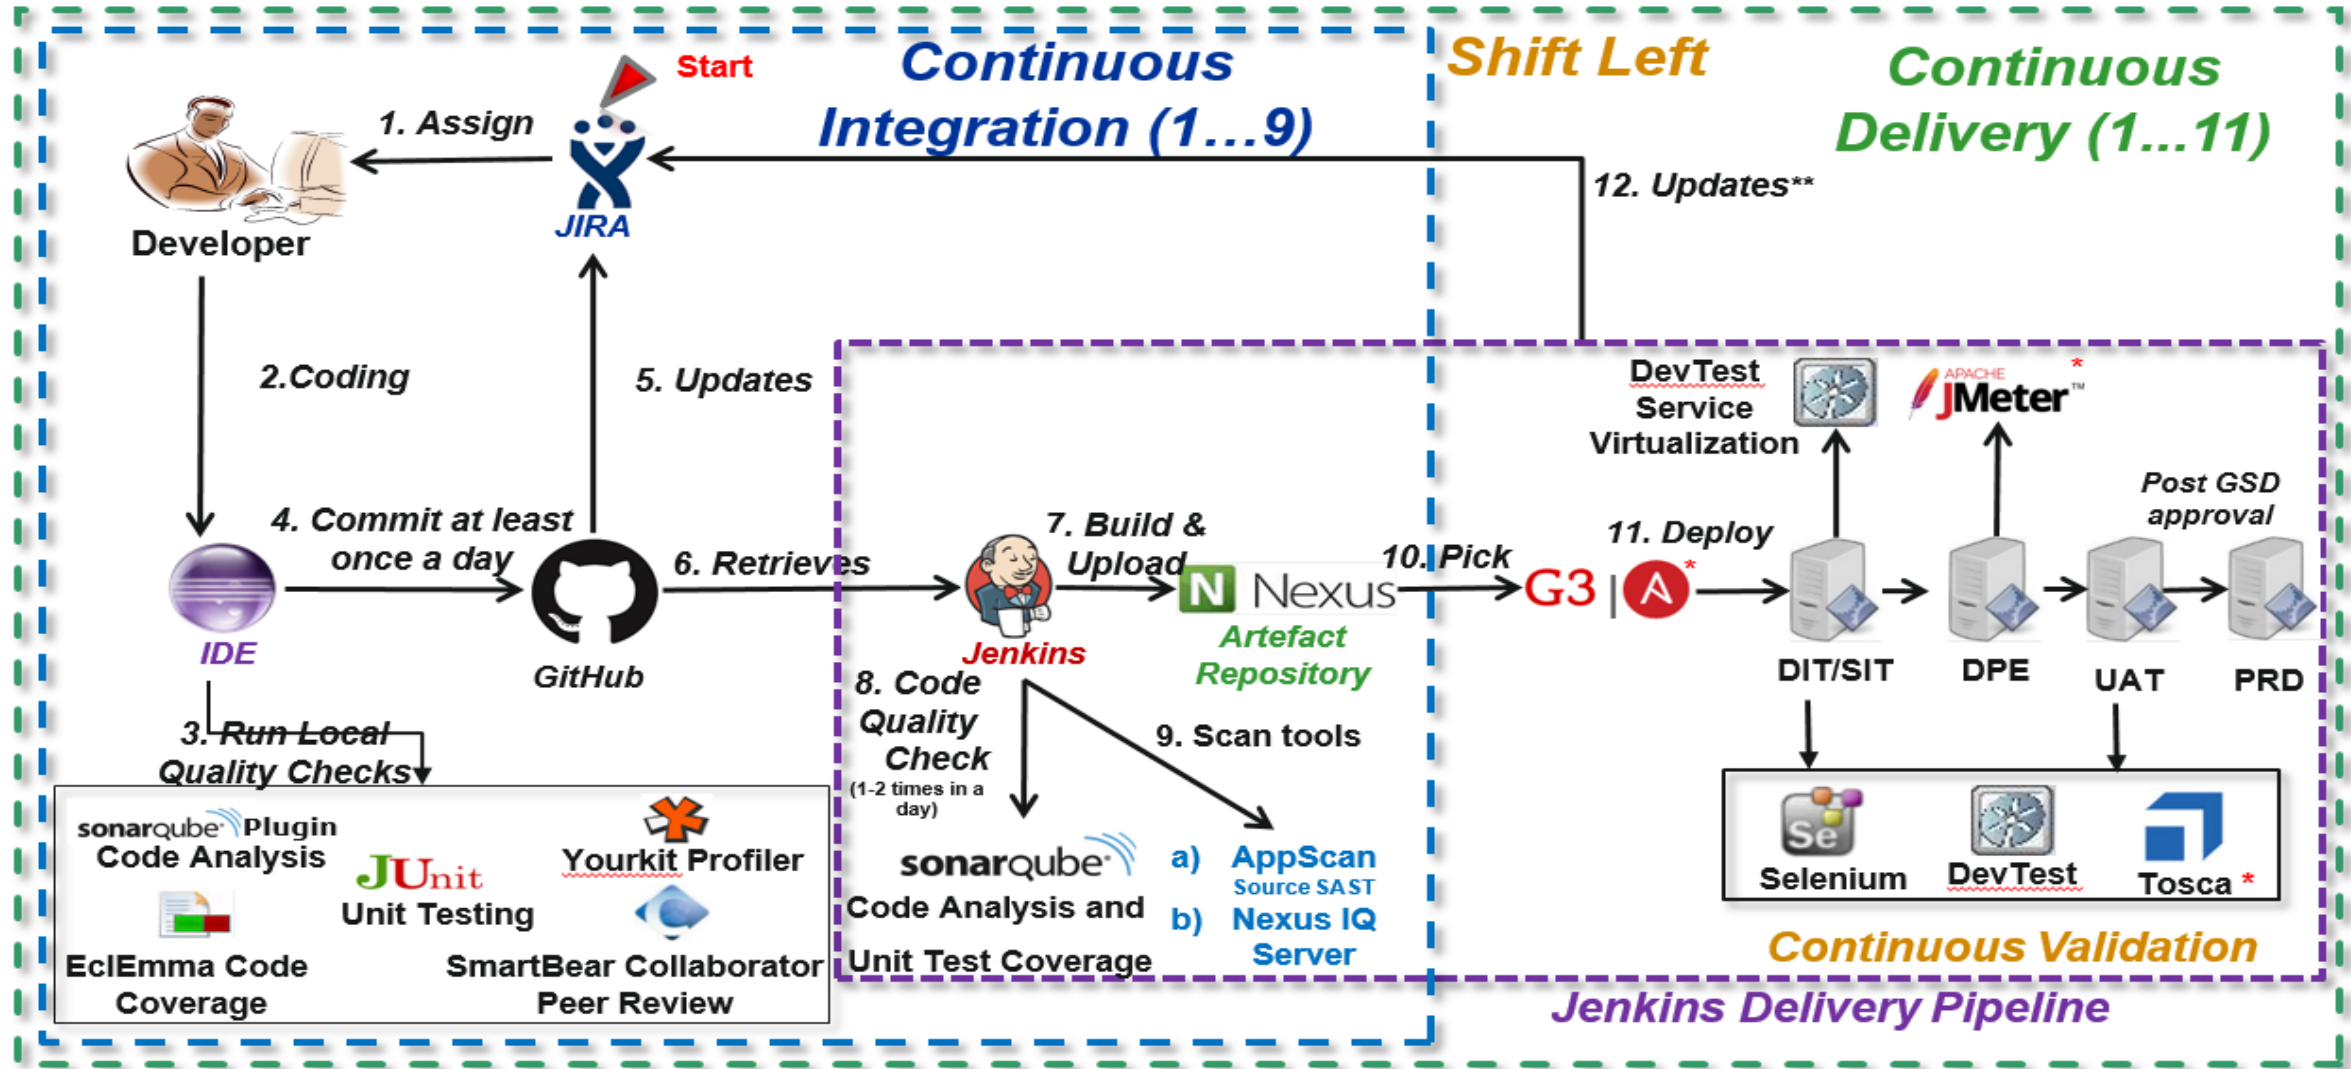 Start
Continuous
Integration (1...9)
Shift Left
Continuous
Delivery (1...11)
1. Assign
JIRA
Developer
12. Updates**
2.Coding
5. Updates
4. Commit at least
once a day
IDE
GitHub
6. Retrieves
Jenkins
7. Build &
Upload
N Nexus
Artefact
Repository
10. Pick
G3 | A *
11. Deploy
DevTest
Service
Virtualization
APACHE
JMeter™ *
Post GSD
approval
DIT/SIT
DPE
UAT
PRD
3. Run Local
Quality Checks
sonarqube Plugin
Code Analysis
JUnit
Unit Testing
Yourkit Profiler
EclEmma Code
Coverage
SmartBear Collaborator
Peer Review
8. Code
Quality
Check
(1-2 times in a
day)
sonarqube
Code Analysis and
Unit Test Coverage
9. Scan tools
a) AppScan
Source SAST
b) Nexus IQ
Server
Se
Selenium
DevTest
Tosca *
Continuous Validation
Jenkins Delivery Pipeline